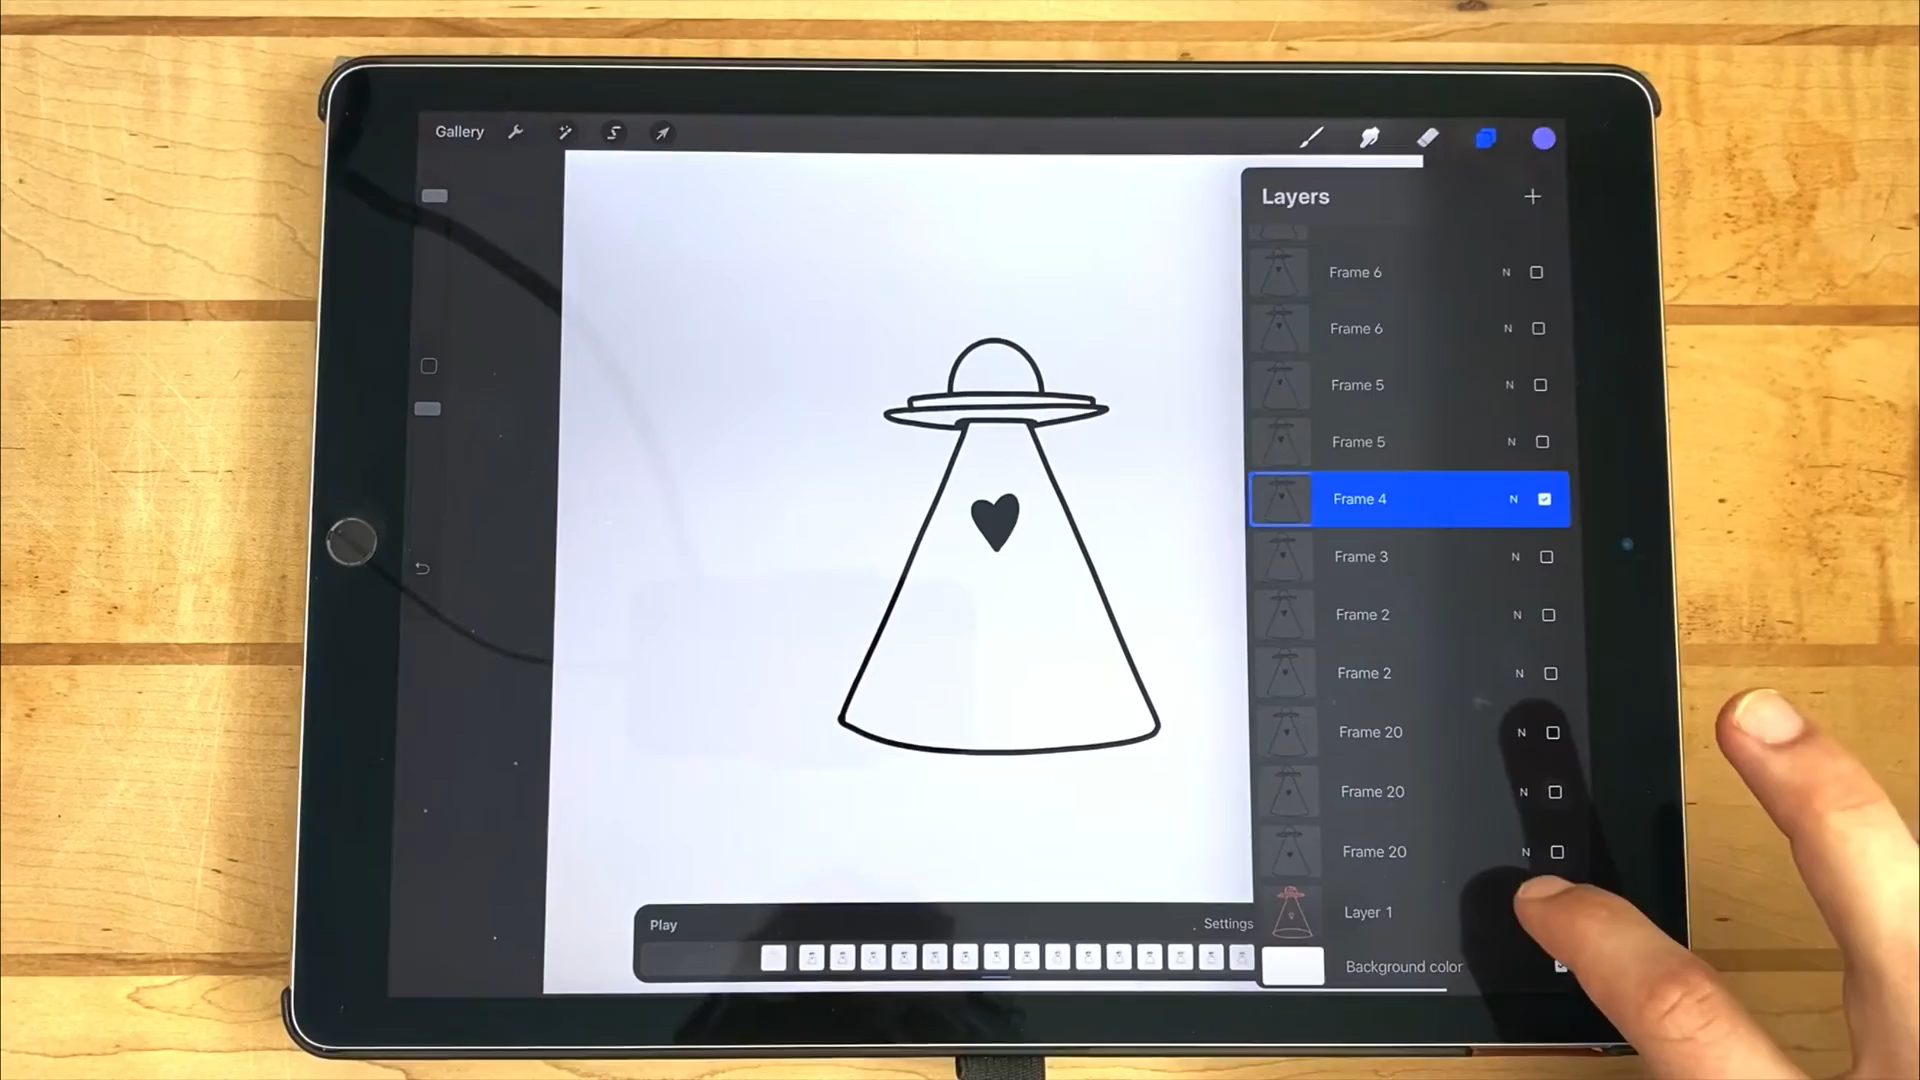 Gallery
Layers
Frame 6 N
Frame 6 N
Frame 5 N
Frame 5 N
Frame 4 N
Frame 3 N
Frame 2 N
Frame 2 N
Frame 20 N
Frame 20 N
Frame 20 N
Layer 1
Play Settings
Background color